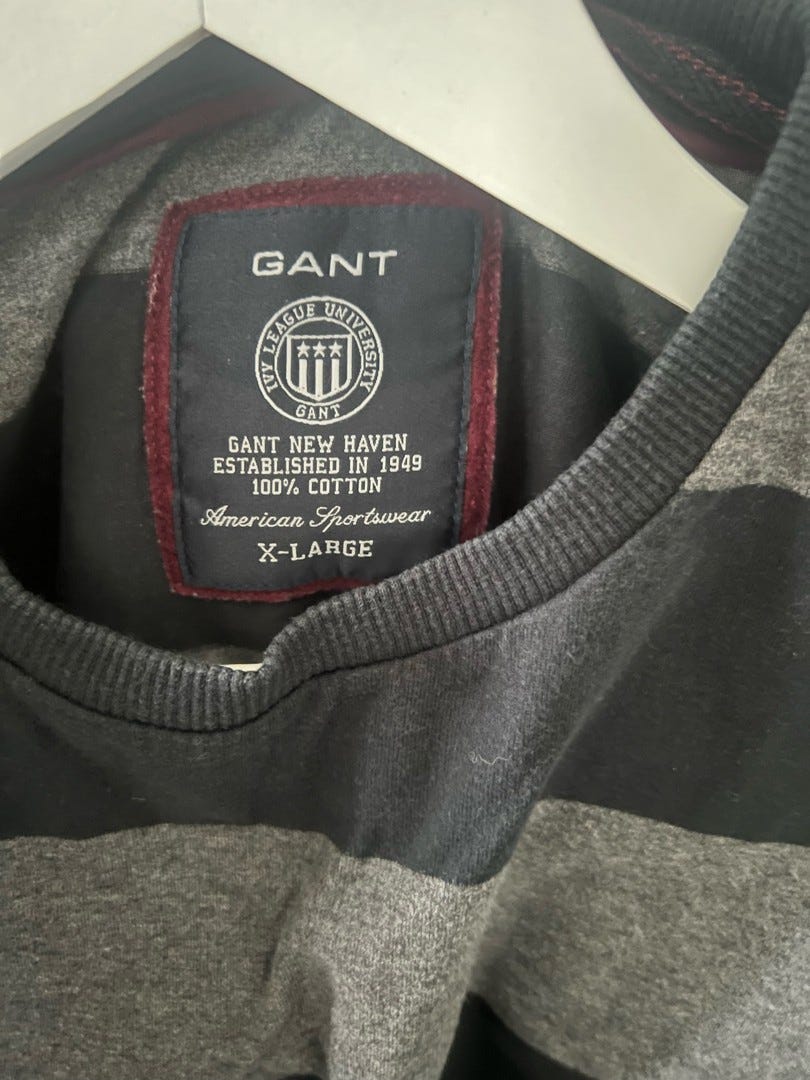 GANT
IVY LEAGUE UNIVERSITY
GANT
GANT NEW HAVEN
ESTABLISHED IN 1949
100% COTTON
American Sportswear
X-LARGE